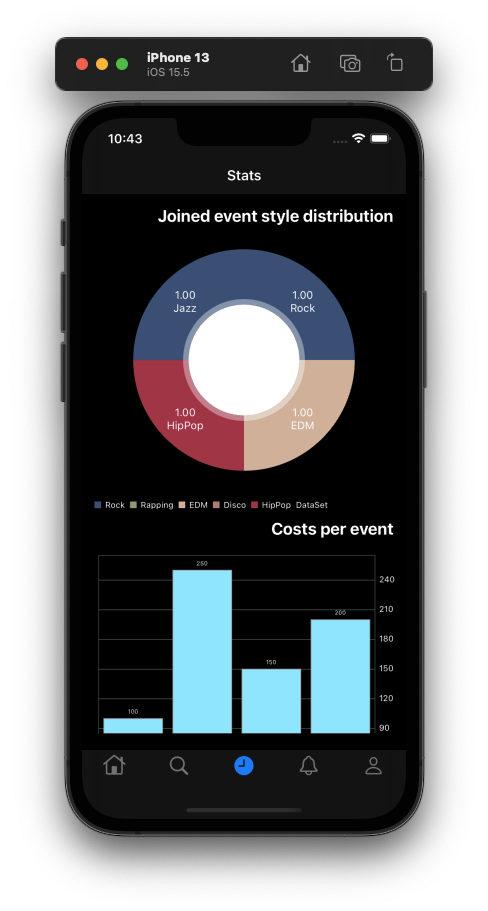 iPhone 13
iOS 15.5
10:43
Stats
Joined event style distribution
1.00
Jazz
1.00
Rock
1.00
HipPop
1.00
EDM
Rock Rapping EDM Disco HipPop DataSet
Costs per event
250
240
210
200
180
150
150
120
100
90